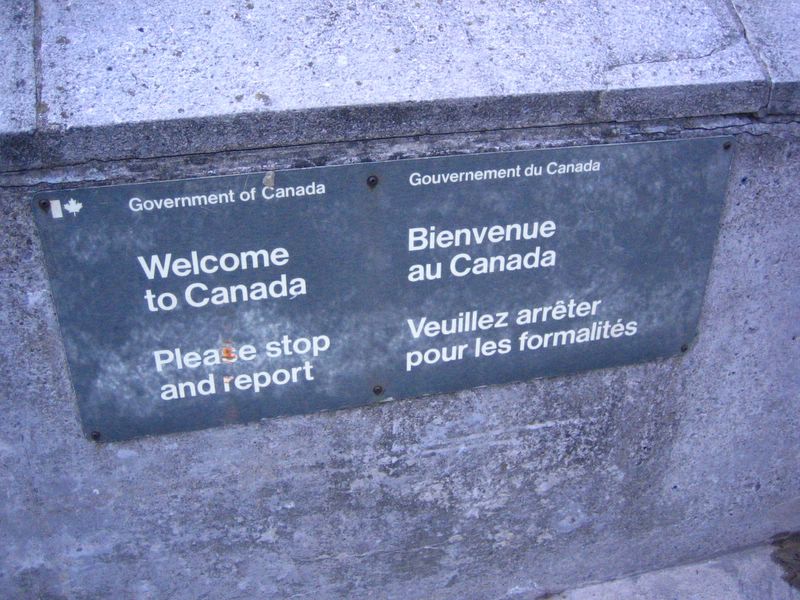 Government of Canada
Welcome
to Canada
Please stop
and report
Gouvernement du Canada
Bienvenue
au Canada
Veuillez arrêter
pour les formalités